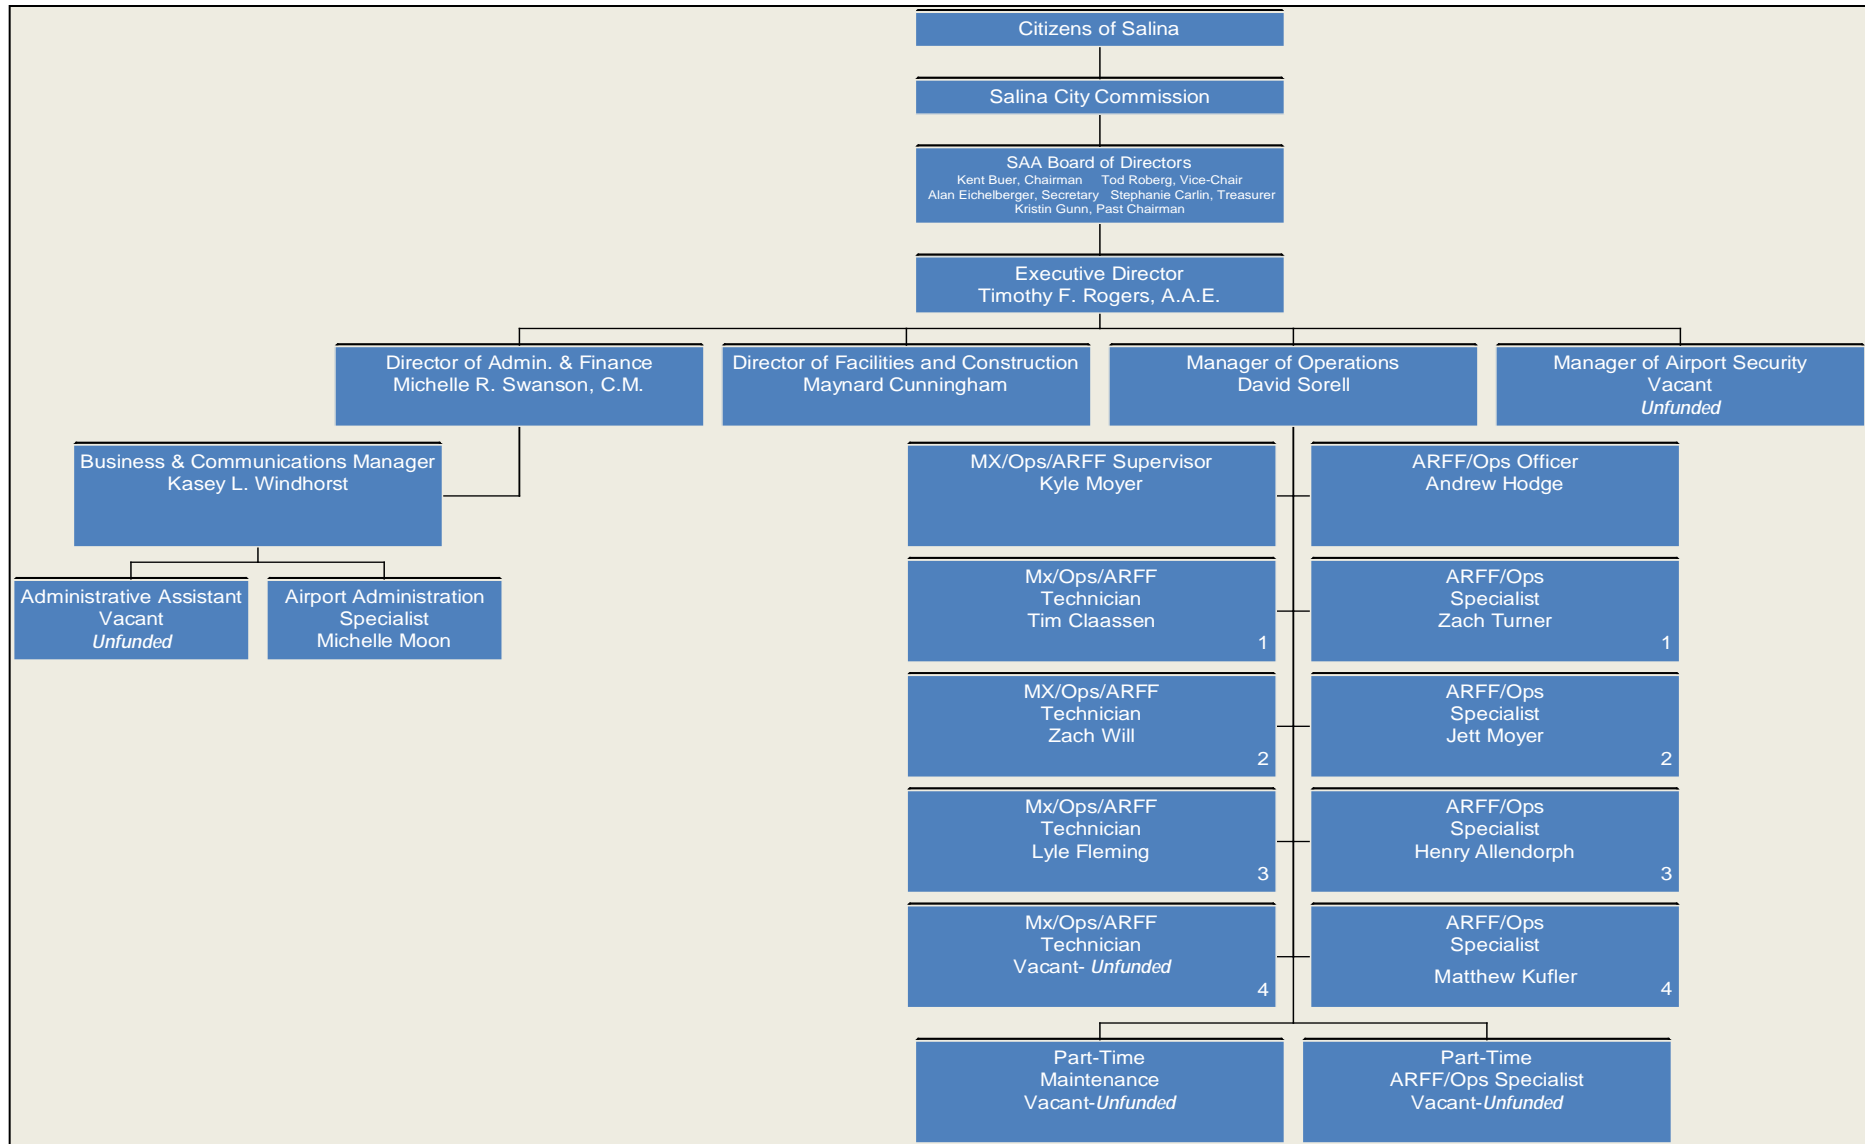 Citizens of Salina
Salina City Commission
SAA Board of Directors
Kent Buer, Chairman Tod Roberg, Vice-Chair
Alan Eichelberger, Secretary Stephanie Carlin, Treasurer
Kristin Gunn, Past Chairman
Executive Director
Timothy F. Rogers, A.A.E.
Director of Admin. & Finance
Michelle R. Swanson, C.M.
Director of Facilities and Construction
Maynard Cunningham
Manager of Operations
David Sorell
Manager of Airport Security
Vacant
Unfunded
Business & Communications Manager
Kasey L. Windhorst
Administrative Assistant
Vacant
Unfunded
Airport Administration
Specialist
Michelle Moon
MX/Ops/ARFF Supervisor
Kyle Moyer
ARFF/Ops Officer
Andrew Hodge
Mx/Ops/ARFF
Technician
Tim Claassen
1
ARFF/Ops
Specialist
Zach Turner
1
MX/Ops/ARFF
Technician
Zach Will
2
ARFF/Ops
Specialist
Jett Moyer
2
Mx/Ops/ARFF
Technician
Lyle Fleming
3
ARFF/Ops
Specialist
Henry Allendorph
3
Mx/Ops/ARFF
Technician
Vacant- Unfunded
4
ARFF/Ops
Specialist
Matthew Kufler
4
Part-Time
Maintenance
Vacant-Unfunded
Part-Time
ARFF/Ops Specialist
Vacant-Unfunded